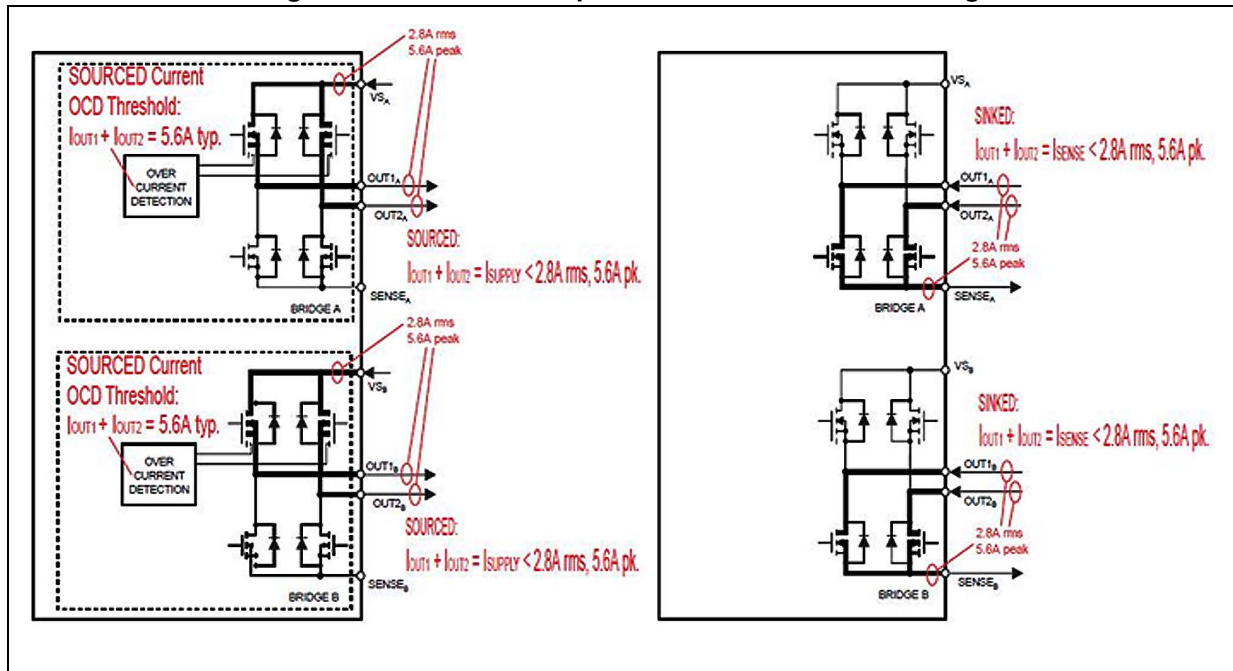 2.8A rms
5.6A peak
SOURCED Current
OCD Threshold:
IOUT1 + IOUT2 = 5.6A typ.
VSA
OVER
CURRENT
DETECTION
OUT1A
OUT2A
SOURCED:
IOUT1 + IOUT2 = ISUPPLY < 2.8A rms, 5.6A pk.
SENSEA
BRIDGE A
2.8A rms
5.6A peak
SOURCED Current
OCD Threshold:
IOUT1 + IOUT2 = 5.6A typ.
VSB
OVER
CURRENT
DETECTION
OUT1B
OUT2B
SOURCED:
IOUT1 + IOUT2 = ISUPPLY < 2.8A rms, 5.6A pk.
SENSEB
BRIDGE B
VSA
SINKED:
IOUT1 + IOUT2 = ISENSE < 2.8A rms, 5.6A pk.
OUT1A
OUT2A
2.8A rms
5.6A peak
BRIDGE A
SENSEA
VSB
SINKED:
IOUT1 + IOUT2 = ISENSE < 2.8A rms, 5.6A pk.
OUT1B
OUT2B
2.8A rms
5.6A peak
SENSEB
BRIDGE B